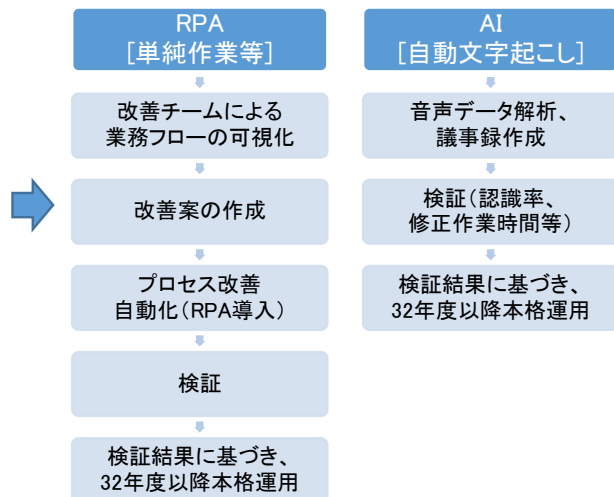 RPA
[単純作業等]
改善チームによる
業務フローの可視化
改善案の作成
プロセス改善
自動化(RPA導入)
検証
検証結果に基づき、
32年度以降本格運用
AI
[自動文字起こし]
音声データ解析、
議事録作成
検証(認識率、
修正作業時間等)
検証結果に基づき、
32年度以降本格運用